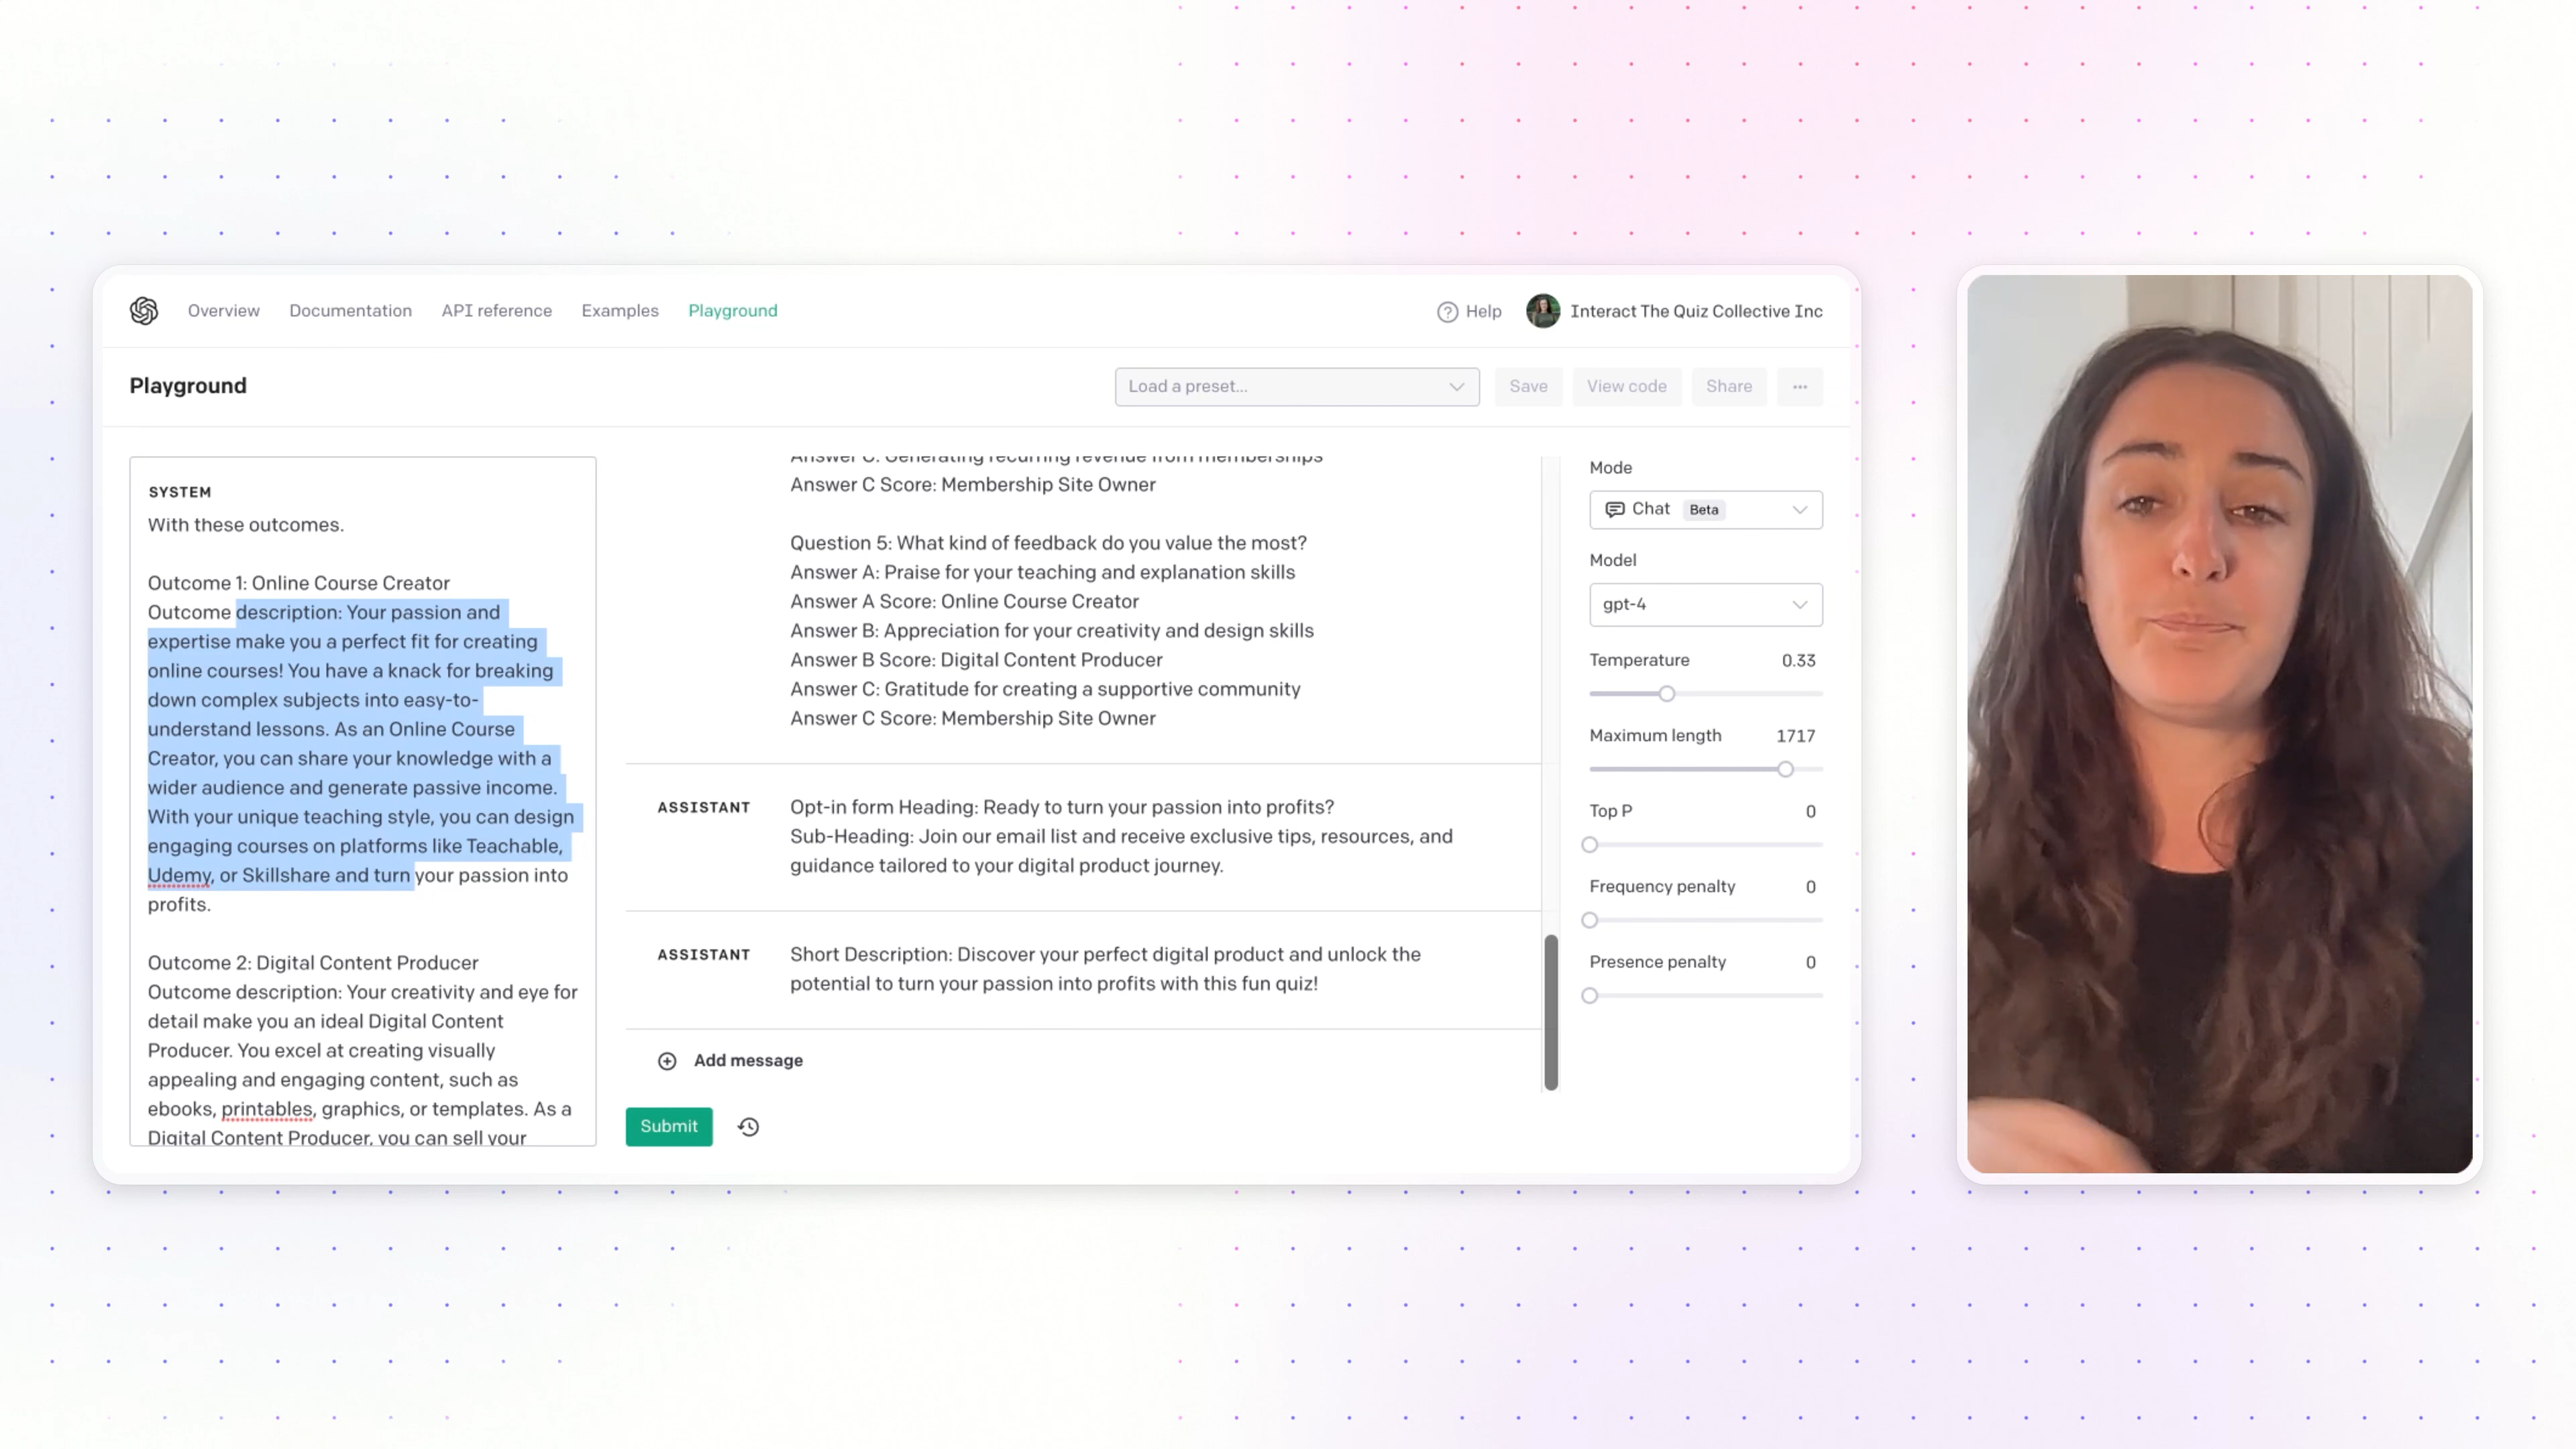 Overview Documentation API reference Examples Playground Help Interact The Quiz Collective Inc
Playground
Load a preset... Save View code Share ...
SYSTEM
With these outcomes.
Outcome 1: Online Course Creator
Outcome description: Your passion and
expertise make you a perfect fit for creating
online courses! You have a knack for breaking
down complex subjects into easy-to-
understand lessons. As an Online Course
Creator, you can share your knowledge with a
wider audience and generate passive income.
With your unique teaching style, you can design
engaging courses on platforms like Teachable,
Udemy, or Skillshare and turn your passion into
profits.
Outcome 2: Digital Content Producer
Outcome description: Your creativity and eye for
detail make you an ideal Digital Content
Producer. You excel at creating visually
appealing and engaging content, such as
ebooks, printables, graphics, or templates. As a
Digital Content Producer, you can sell your
Answer C: Generating recurring revenue from memberships
Answer C Score: Membership Site Owner
Question 5: What kind of feedback do you value the most?
Answer A: Praise for your teaching and explanation skills
Answer A Score: Online Course Creator
Answer B: Appreciation for your creativity and design skills
Answer B Score: Digital Content Producer
Answer C: Gratitude for creating a supportive community
Answer C Score: Membership Site Owner
ASSISTANT Opt-in form Heading: Ready to turn your passion into profits?
Sub-Heading: Join our email list and receive exclusive tips, resources, and
guidance tailored to your digital product journey.
ASSISTANT Short Description: Discover your perfect digital product and unlock the
potential to turn your passion into profits with this fun quiz!
Add message
Submit
Mode
Chat Beta
Model
gpt-4
Temperature 0.33
Maximum length 1717
Top P 0
Frequency penalty 0
Presence penalty 0